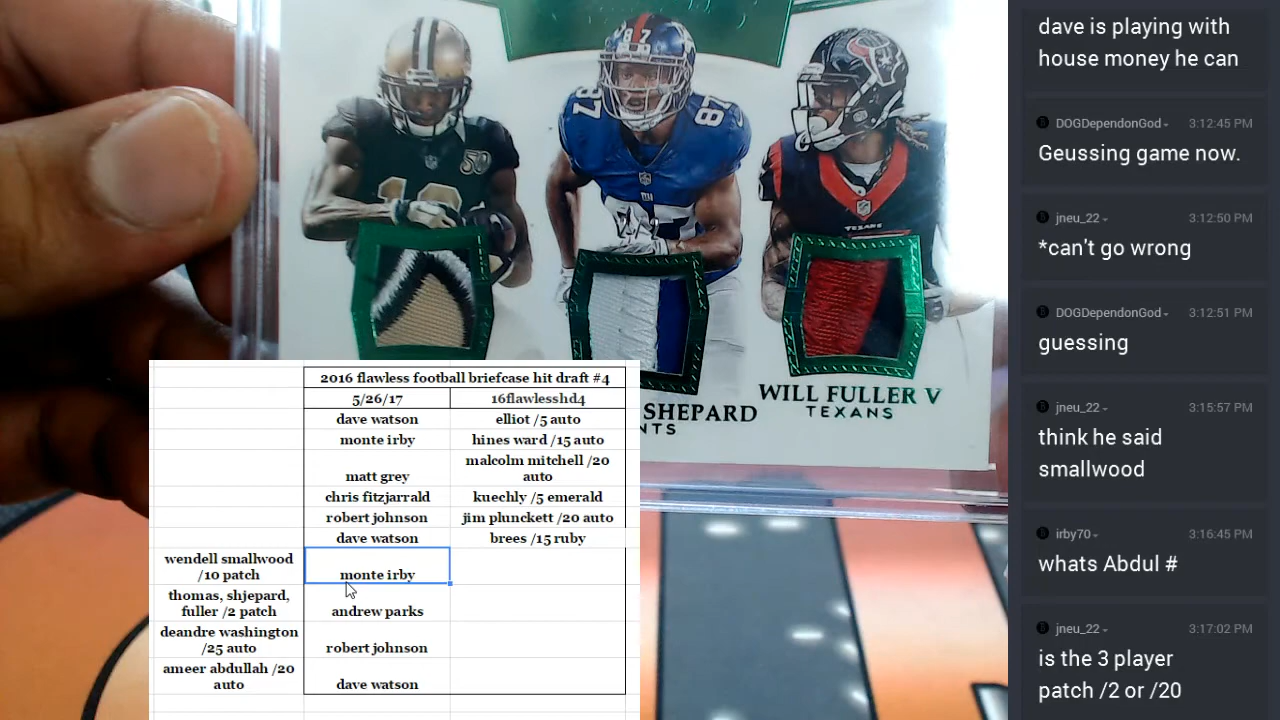 87
87
50
87
TEXANS
SHEPARD
NTS
WILL FULLER V
TEXANS
2016 flawless football briefcase hit draft #4
5/26/17 16flawlesshd4
dave watson elliot /5 auto
monte irby hines ward /15 auto
matt grey malcolm mitchell /20
auto
chris fitzjarrald kuechly /5 emerald
robert johnson jim plunckett /20 auto
dave watson brees /15 ruby
wendell smallwood
/10 patch monte irby
thomas, shjepard,
fuller /2 patch andrew parks
deandre washington
/25 auto robert johnson
ameer abdullah /20
auto dave watson
dave is playing with
house money he can
DOGDependonGod 3:12:45 PM
Geussing game now.
jneu_22 3:12:50 PM
*can't go wrong
DOGDependonGod 3:12:51 PM
guessing
jneu_22 3:15:57 PM
think he said
smallwood
irby70 3:16:45 PM
whats Abdul #
jneu_22 3:17:02 PM
is the 3 player
patch /2 or /20